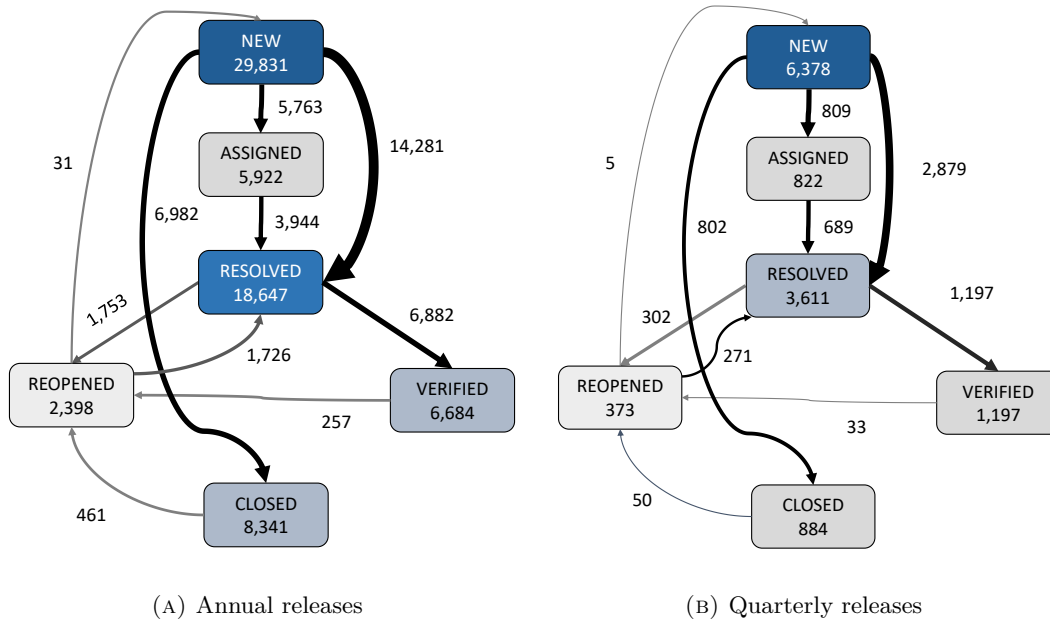 NEW
29,831
5,763
14,281
31
ASSIGNED
5,922
6,982
3,944
RESOLVED
18,647
1,753
6,882
1,726
REOPENED
2,398
VERIFIED
6,684
257
CLOSED
8,341
461
(A) Annual releases
NEW
6,378
809
2,879
5
ASSIGNED
822
802
689
RESOLVED
3,611
1,197
302
271
REOPENED
373
VERIFIED
1,197
33
CLOSED
884
50
(B) Quarterly releases